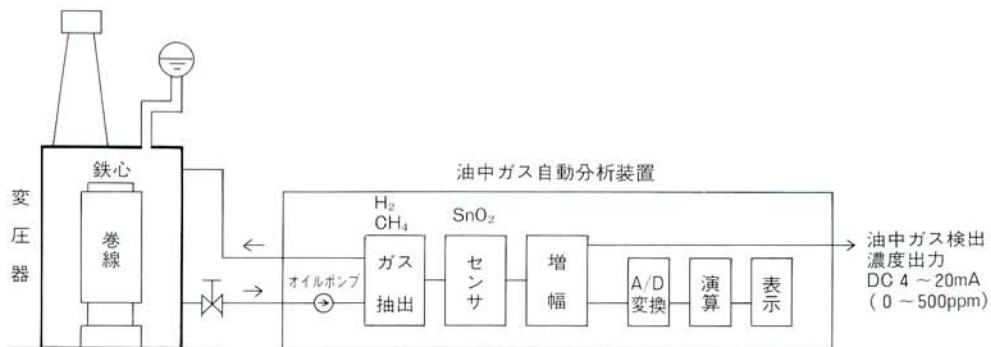 油中ガス自動分析装置
変圧器
鉄心
巻線
H₂
CH₄
SnO₂
オイルポンプ
ガス
抽出
センサ
増幅
A/D
変換
演算
表示
油中ガス検出
濃度出力
DC 4～20mA
(0～500ppm)